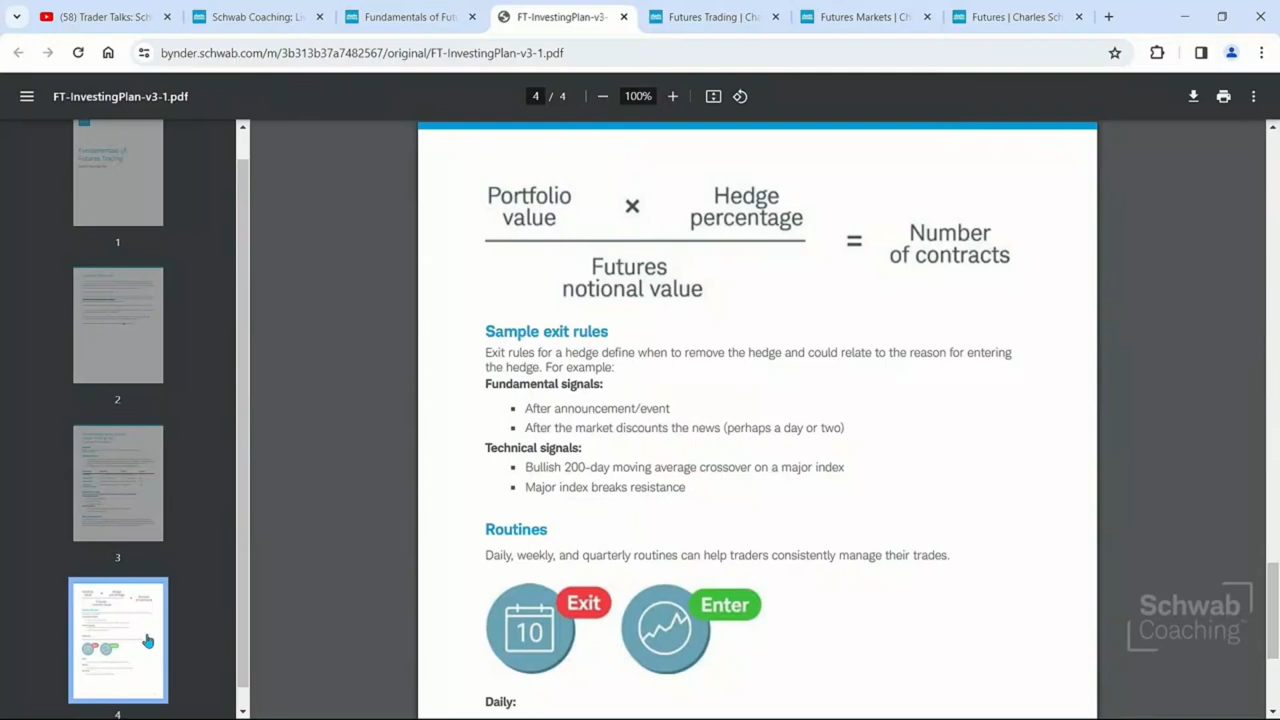 (58) Trader Talks: Sch
Schwab Coaching: Li
Fundamentals of Futu
FT-InvestingPlan-v3-
Futures Trading | Cha
Futures Markets | Ch
Futures | Charles Sch
bynder.schwab.com/m/3b313b37a7482567/original/FT-InvestingPlan-v3-1.pdf
FT-InvestingPlan-v3-1.pdf
4 / 4
100%
Fundamentals of
Futures Trading
1
2
3
4
Portfolio
value
×
Hedge
percentage
Futures
notional value
=
Number
of contracts
Sample exit rules
Exit rules for a hedge define when to remove the hedge and could relate to the reason for entering
the hedge. For example:
Fundamental signals:
After announcement/event
After the market discounts the news (perhaps a day or two)
Technical signals:
Bullish 200-day moving average crossover on a major index
Major index breaks resistance
Routines
Daily, weekly, and quarterly routines can help traders consistently manage their trades.
10
Exit
Enter
Daily:
Schwab
Coaching